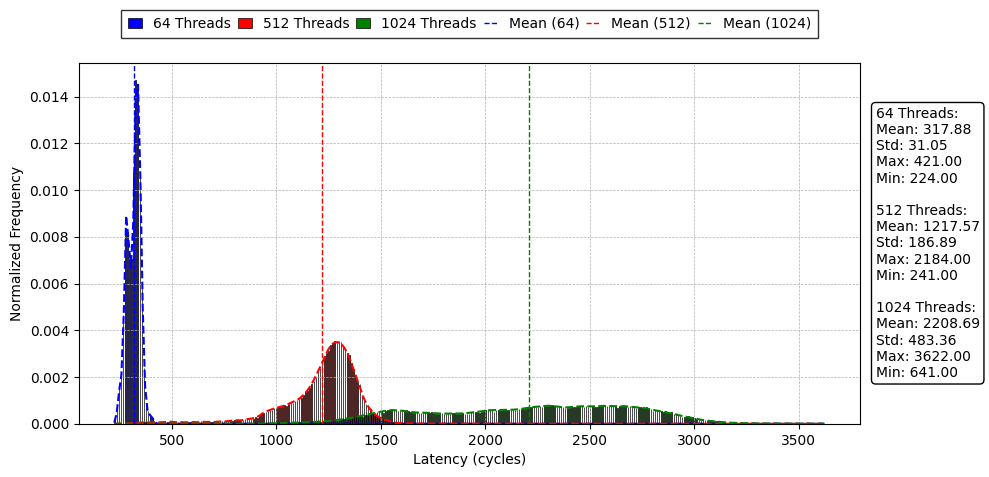 64 Threads 512 Threads 1024 Threads Mean (64) Mean (512) Mean (1024)
0.014
0.012
0.010
0.008
0.006
0.004
0.002
0.000
Normalized Frequency
500 1000 1500 2000 2500 3000 3500
Latency (cycles)
64 Threads:
Mean: 317.88
Std: 31.05
Max: 421.00
Min: 224.00
512 Threads:
Mean: 1217.57
Std: 186.89
Max: 2184.00
Min: 241.00
1024 Threads:
Mean: 2208.69
Std: 483.36
Max: 3622.00
Min: 641.00